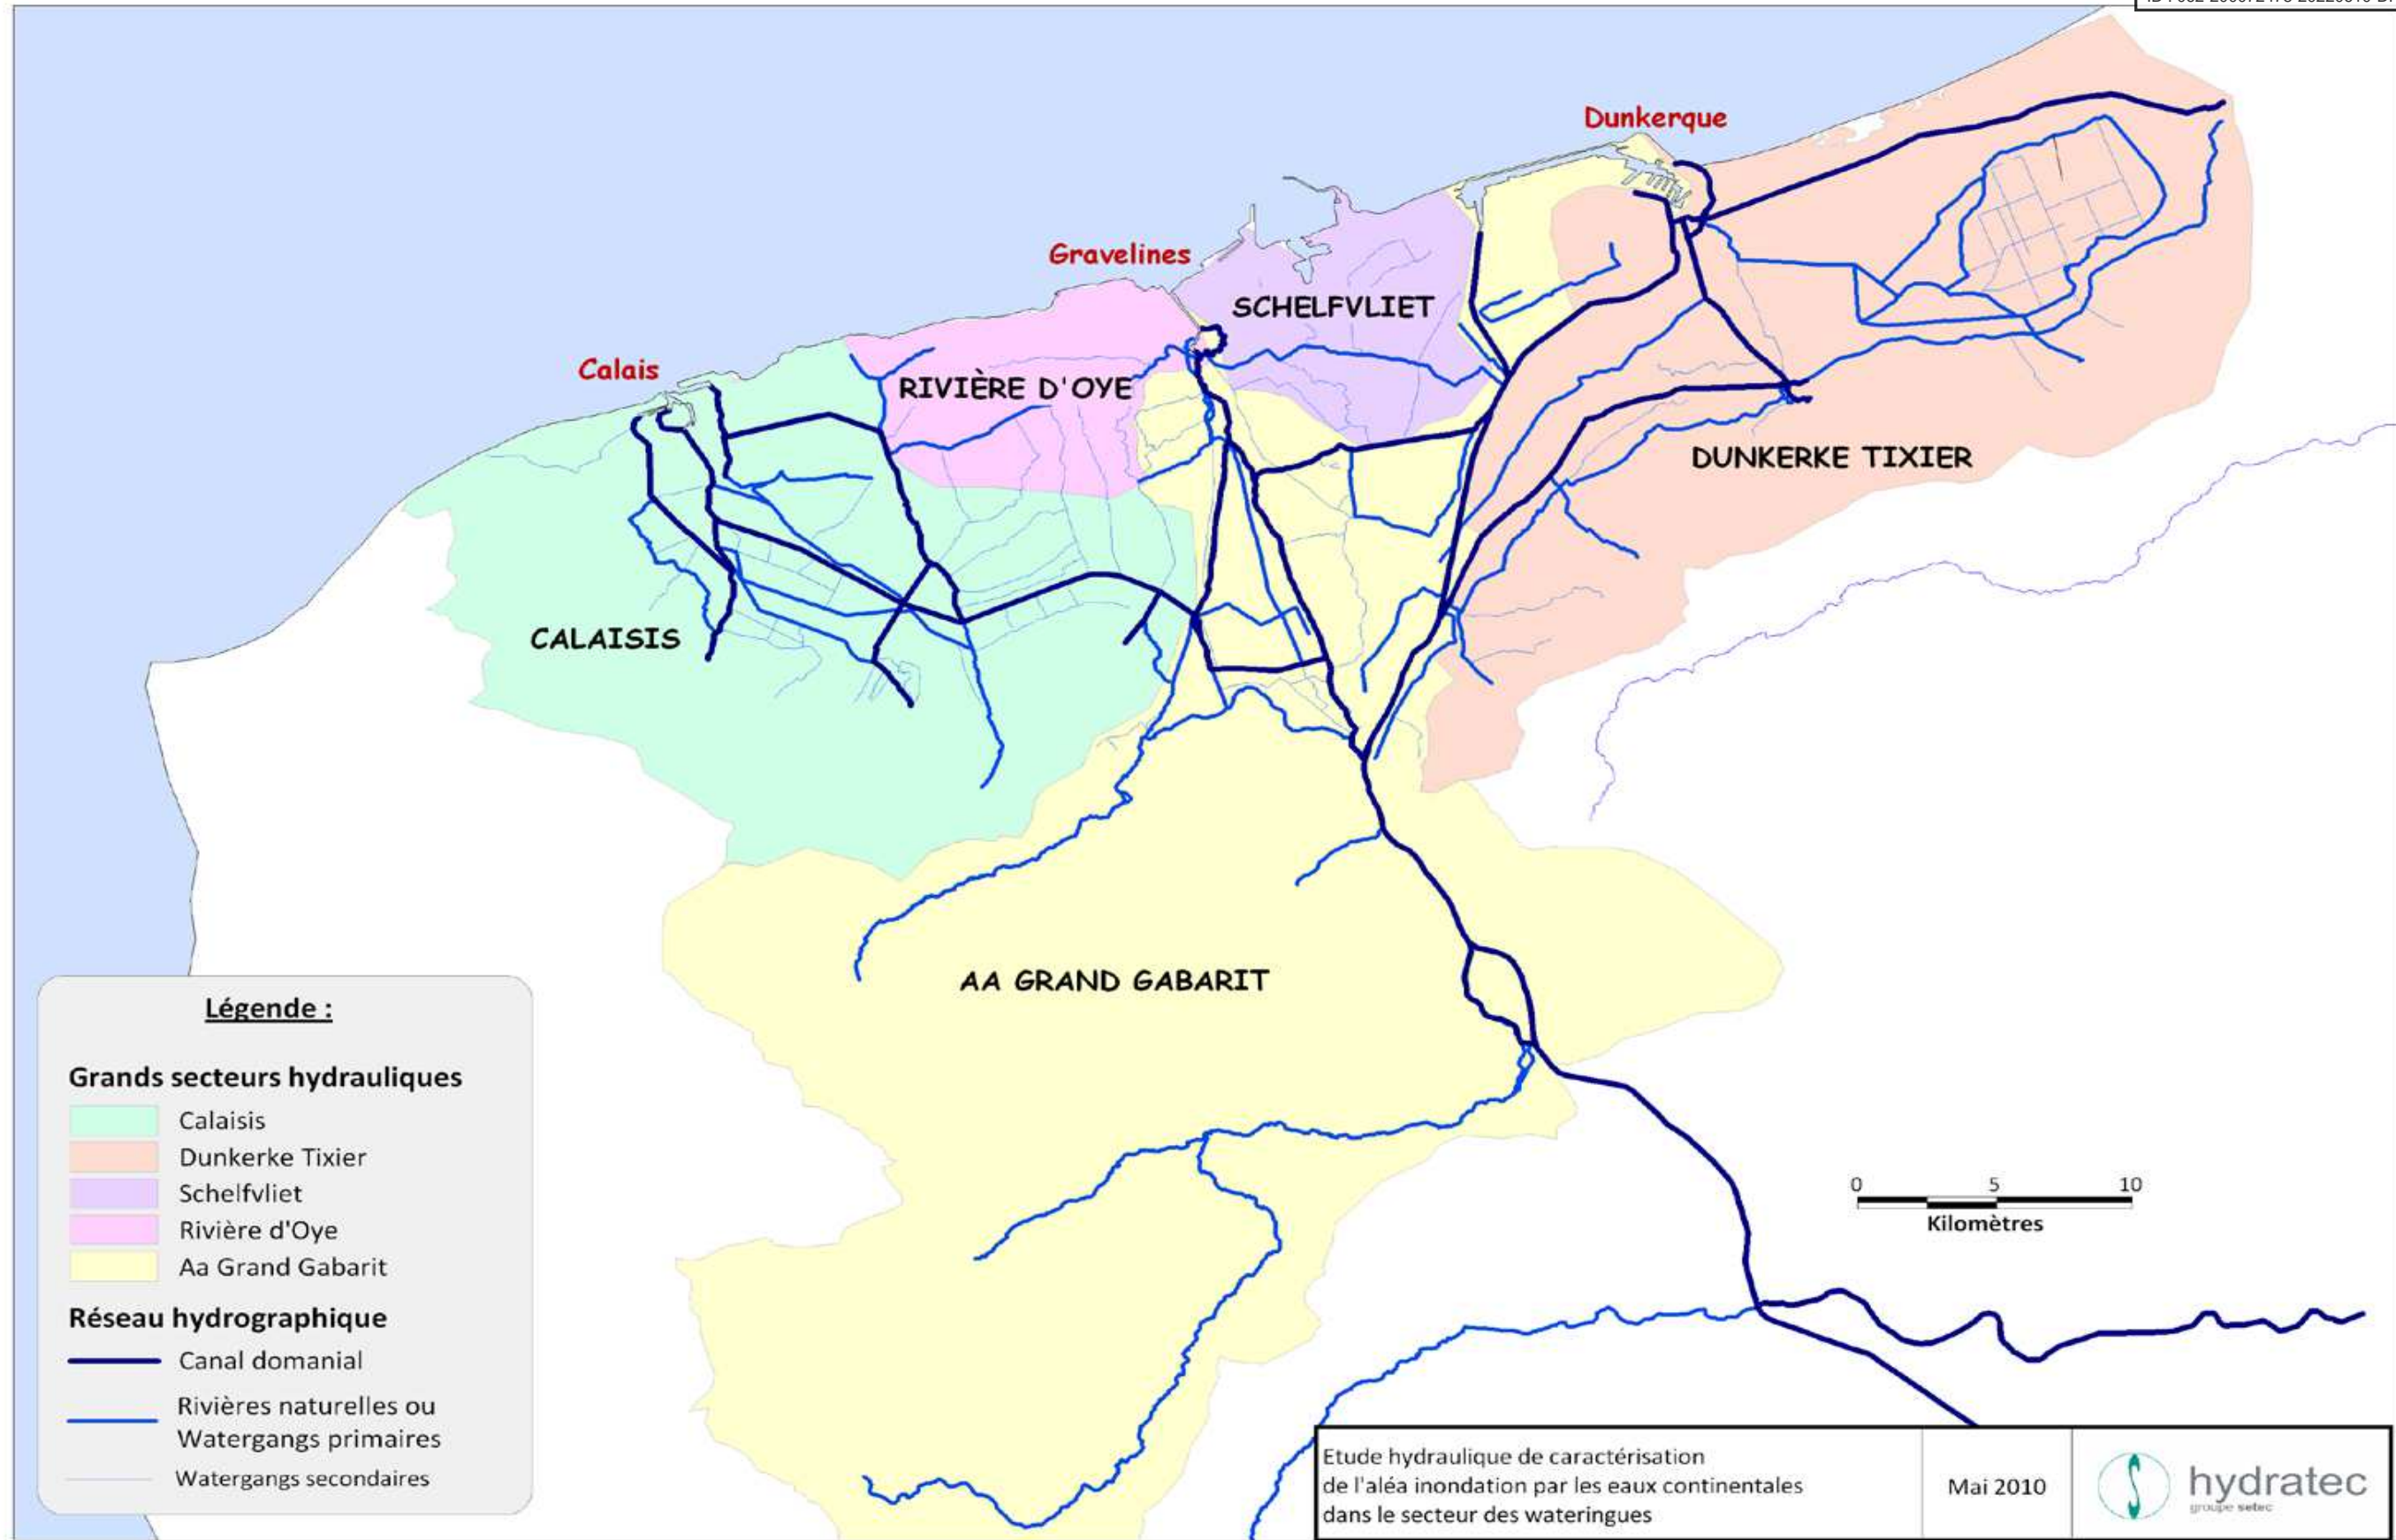 Dunkerque
Gravelines
SCHELFVLIET
Calais
RIVIÈRE D'OYE
DUNKERKE TIXIER
CALAISIS
AA GRAND GABARIT
Légende :
Grands secteurs hydrauliques
Calaisis
Dunkerke Tixier
Schelfvliet
Rivière d'Oye
Aa Grand Gabarit
Réseau hydrographique
Canal domanial
Rivières naturelles ou
Watergangs primaires
Watergangs secondaires
0 5 10
Kilomètres
Etude hydraulique de caractérisation
de l'aléa inondation par les eaux continentales
dans le secteur des wateringues
Mai 2010
hydratec
groupe setec